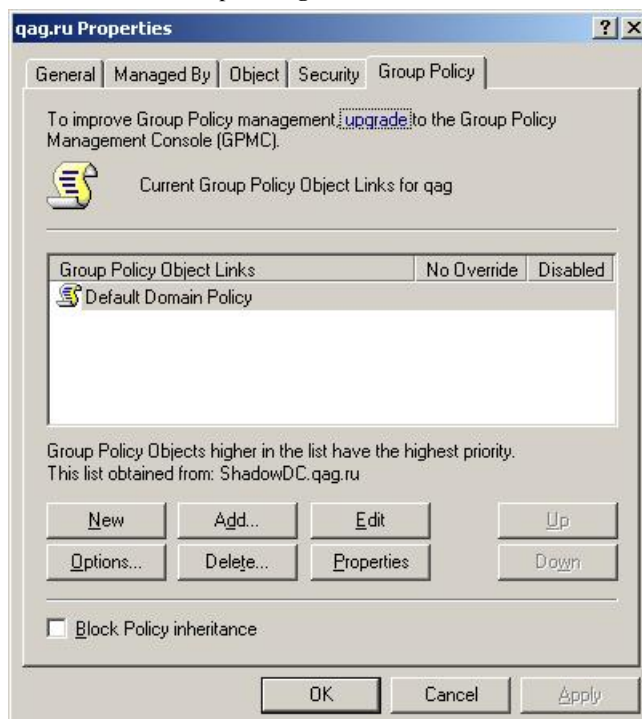 qag.ru Properties
General Managed By Object Security Group Policy
To improve Group Policy management, upgrade to the Group Policy
Management Console (GPMC).
Current Group Policy Object Links for qag
Group Policy Object Links No Override Disabled
Default Domain Policy
Group Policy Objects higher in the list have the highest priority.
This list obtained from: ShadowDC.qag.ru
New Add... Edit Up
Options... Delete... Properties Down
Block Policy inheritance
OK Cancel Apply